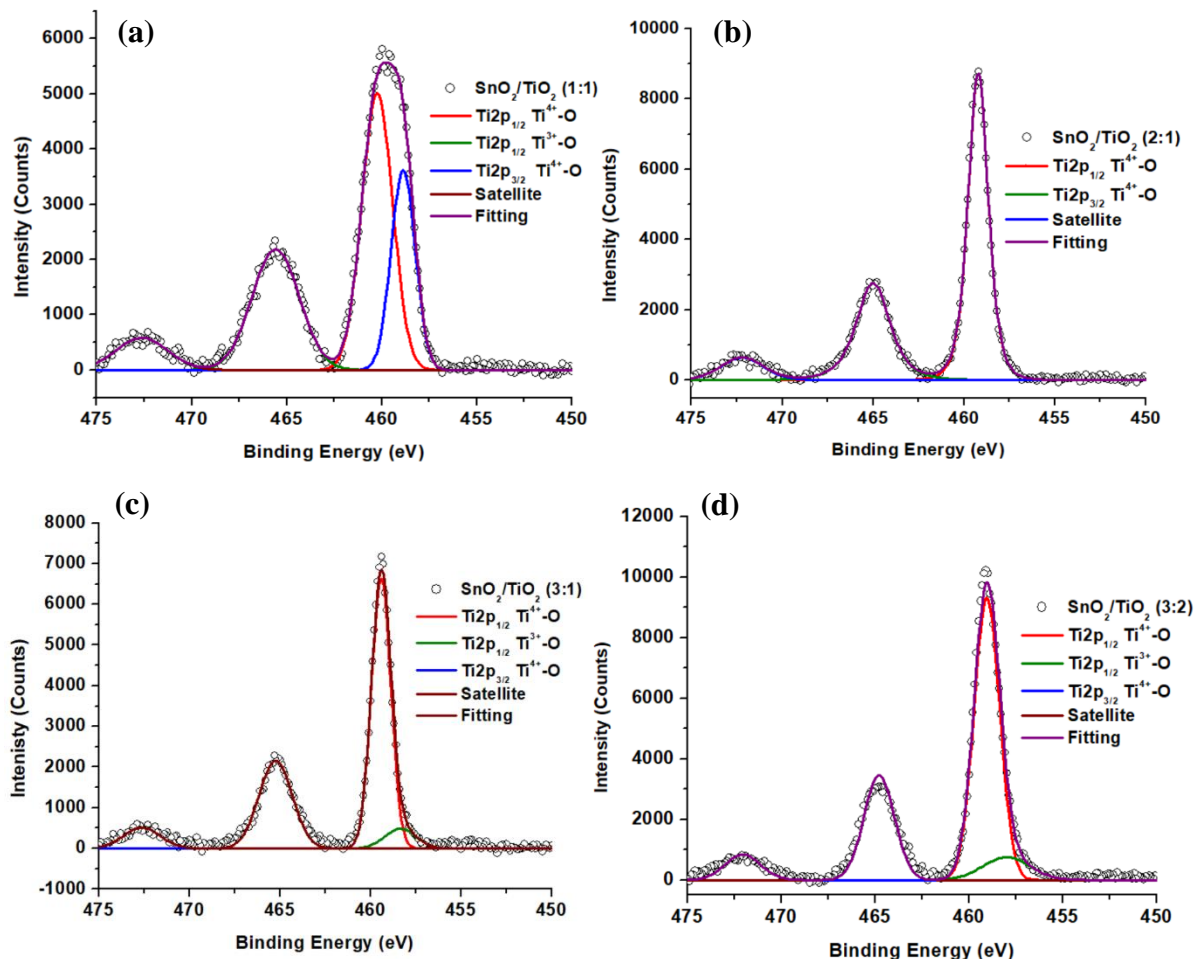 (a)
6000
5000
4000
3000
2000
1000
0
SnO2/TiO2 (1:1)
Ti2p1/2 Ti4+-O
Ti2p1/2 Ti3+-O
Ti2p3/2 Ti4+-O
Satellite
Fitting
Intensity (Counts)
475 470 465 460 455 450
Binding Energy (eV)
(b)
10000
8000
6000
4000
2000
0
SnO2/TiO2 (2:1)
Ti2p1/2 Ti4+-O
Ti2p3/2 Ti4+-O
Satellite
Fitting
Intensity (Counts)
475 470 465 460 455 450
Binding Energy (eV)
(c)
8000
7000
6000
5000
4000
3000
2000
1000
0
-1000
SnO2/TiO2 (3:1)
Ti2p1/2 Ti4+-O
Ti2p1/2 Ti3+-O
Ti2p3/2 Ti4+-O
Satellite
Fitting
Intenisty (Counts)
475 470 465 460 455 450
Binding Energy (eV)
(d)
12000
10000
8000
6000
4000
2000
0
SnO2/TiO2 (3:2)
Ti2p1/2 Ti4+-O
Ti2p1/2 Ti3+-O
Ti2p3/2 Ti4+-O
Satellite
Fitting
Intensity (Counts)
475 470 465 460 455 450
Binding Energy (eV)